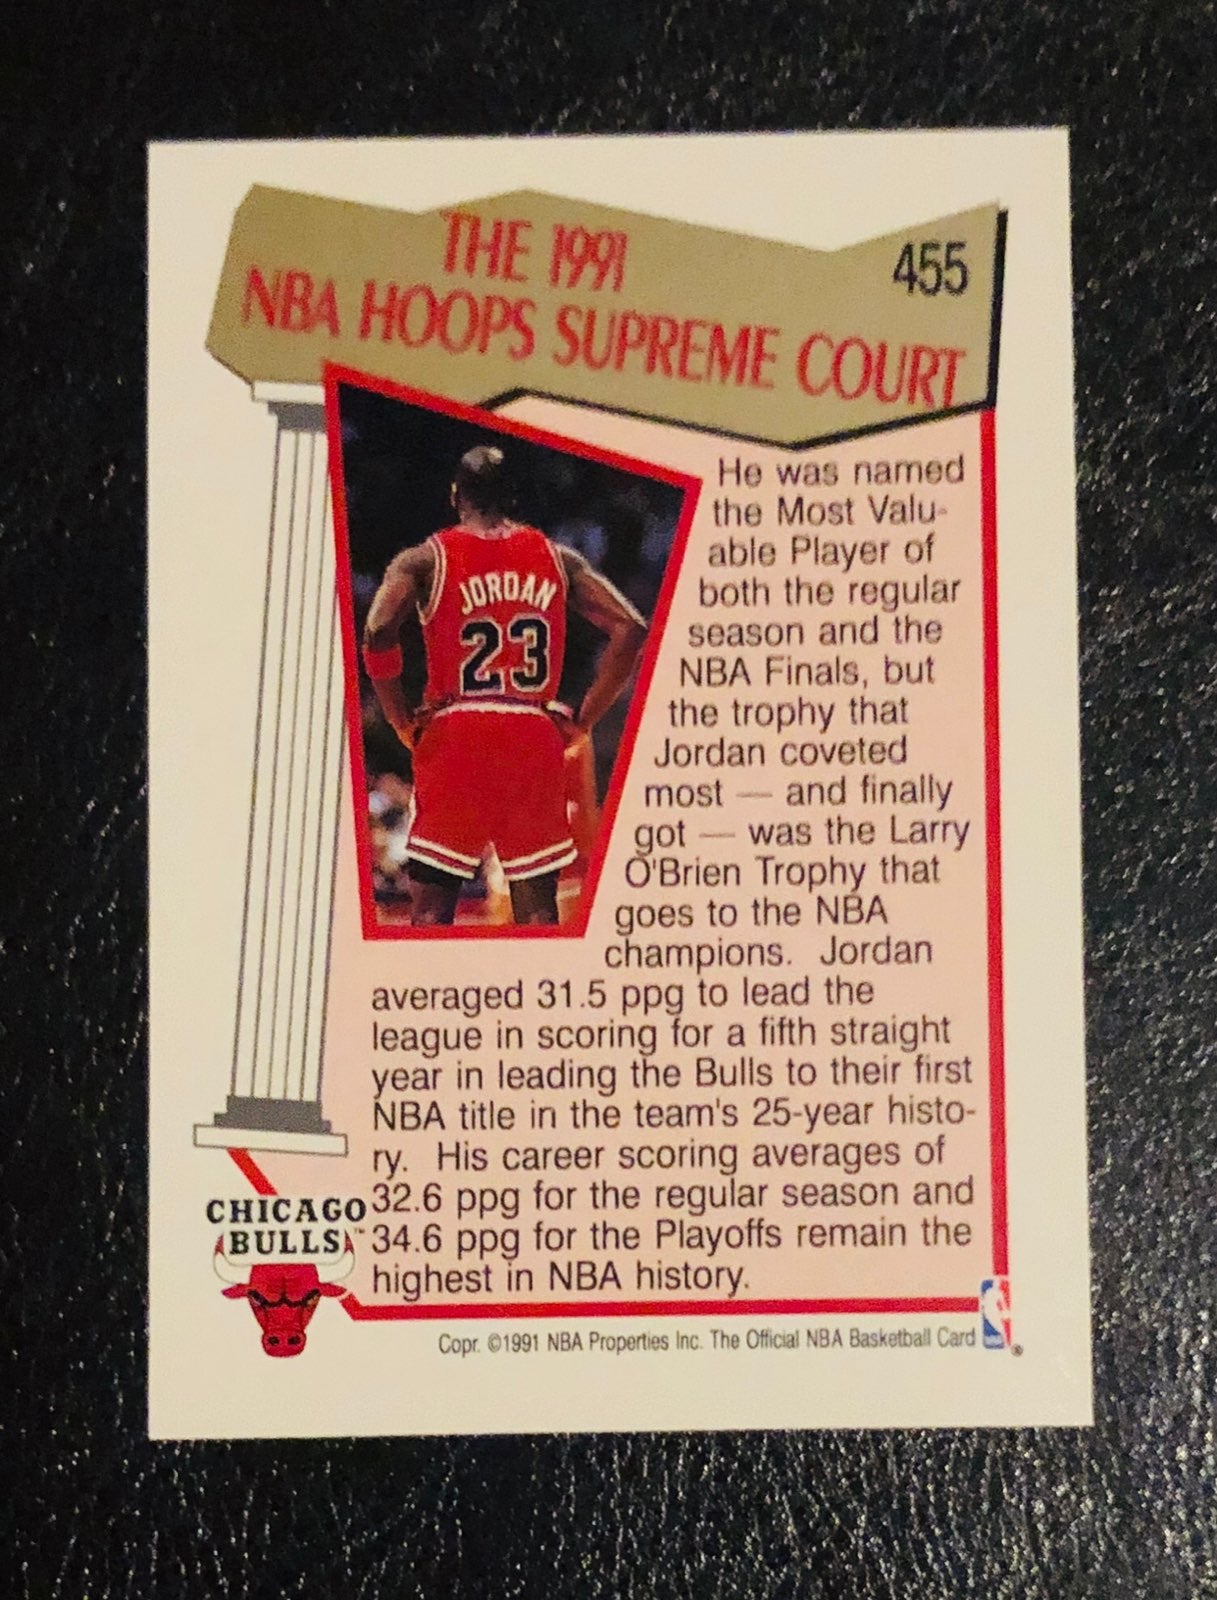 THE 1991
455
NBA HOOPS SUPREME COURT
JORDAN
23
He was named
the Most Valu-
able Player of
both the regular
season and the
NBA Finals, but
the trophy that
Jordan coveted
most — and finally
got — was the Larry
O'Brien Trophy that
goes to the NBA
champions. Jordan
averaged 31.5 ppg to lead the
league in scoring for a fifth straight
year in leading the Bulls to their first
NBA title in the team's 25-year histo-
ry. His career scoring averages of
32.6 ppg for the regular season and
34.6 ppg for the Playoffs remain the
highest in NBA history.
CHICAGO
BULLS™
Copr. ©1991 NBA Properties Inc. The Official NBA Basketball Card
®